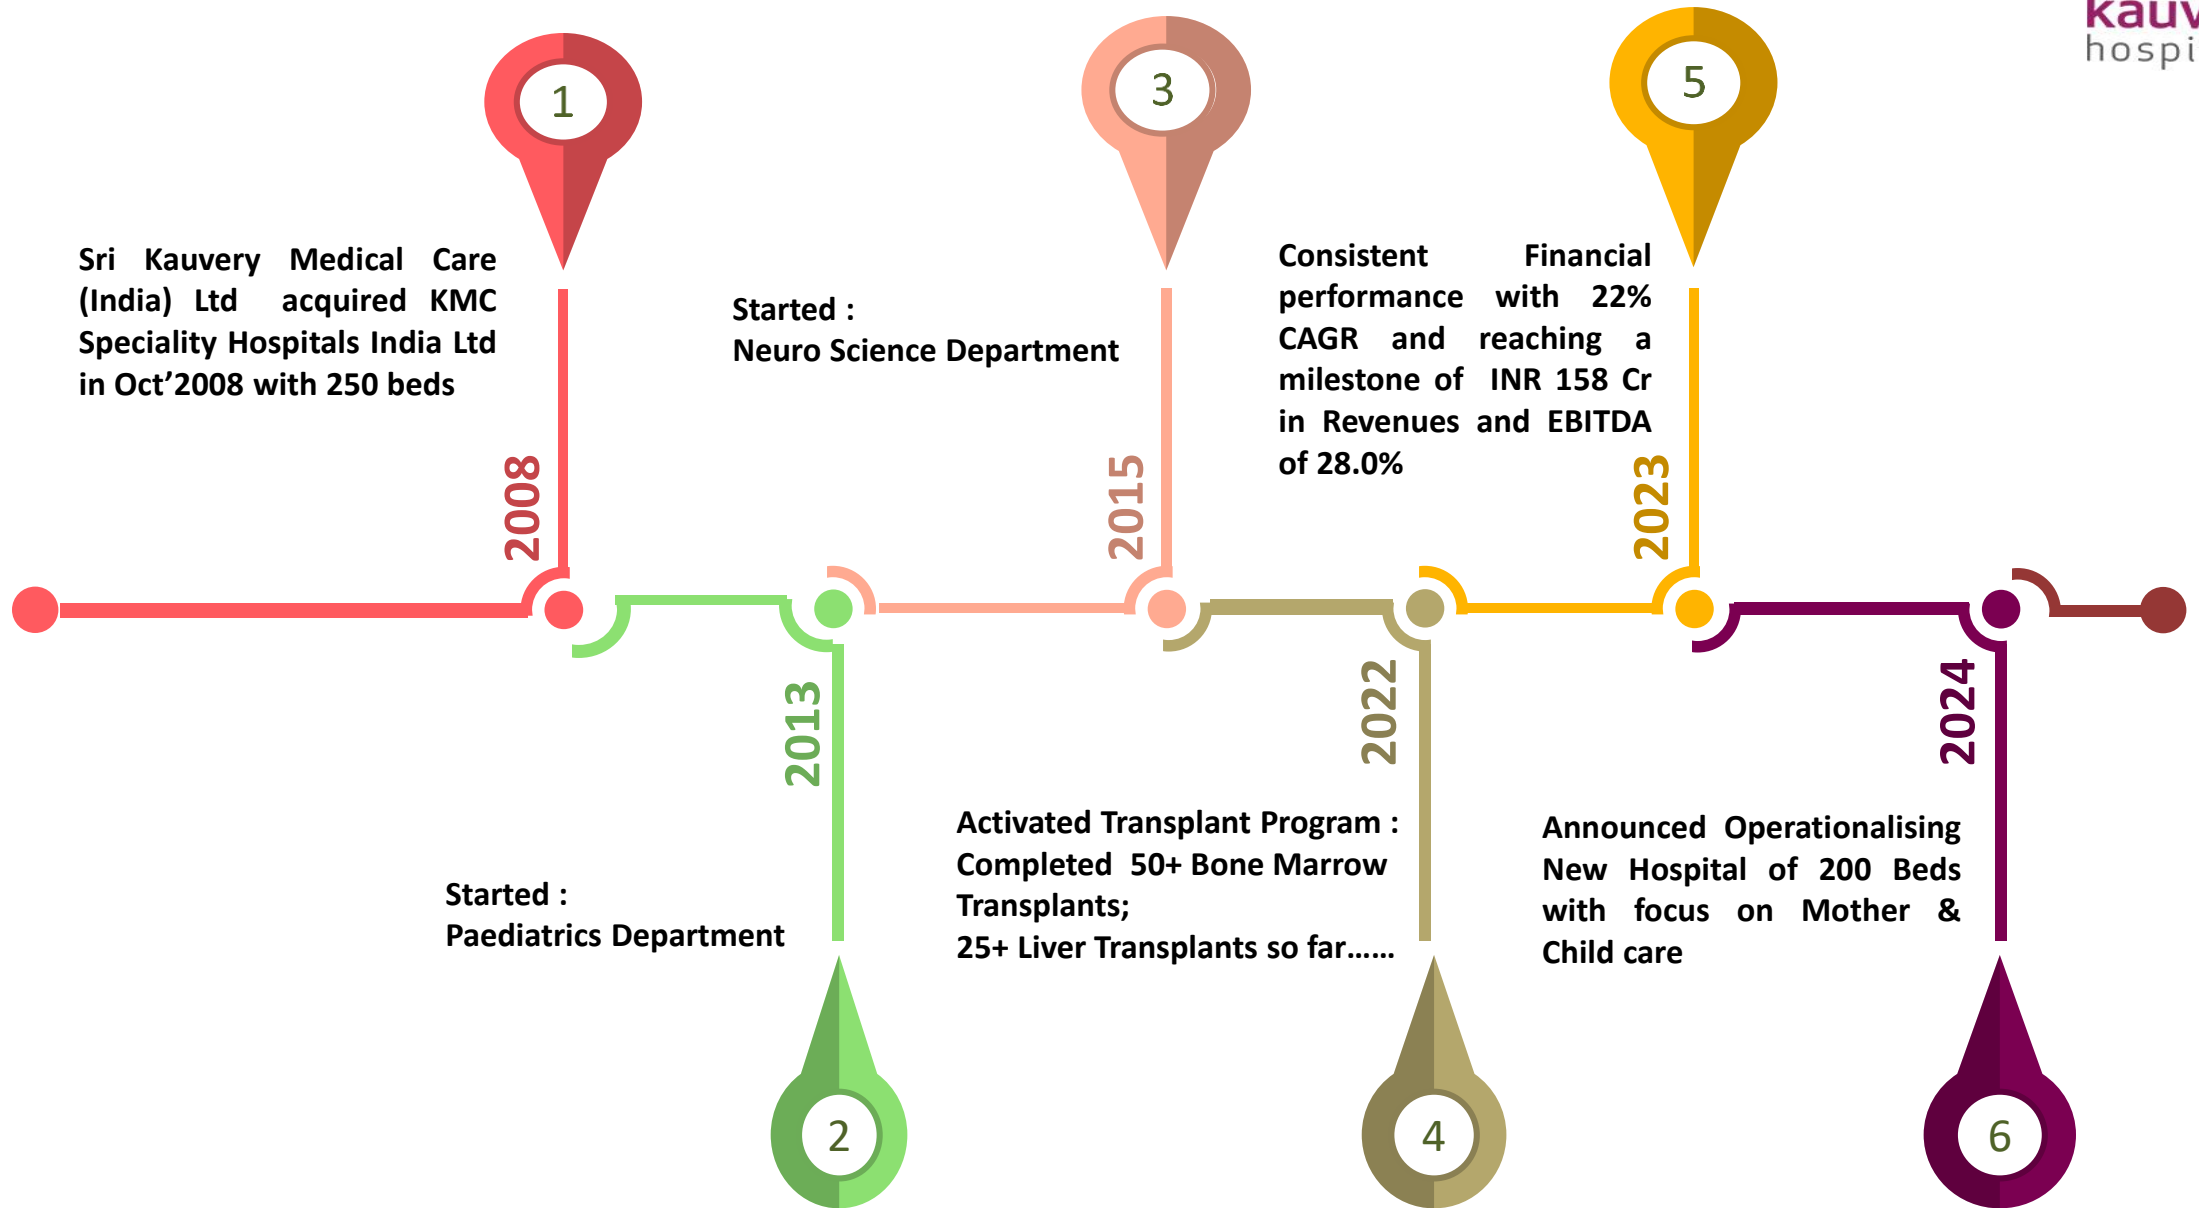 kauv
hospi
1
Sri Kauvery Medical Care
(India) Ltd acquired KMC
Speciality Hospitals India Ltd
in Oct’2008 with 250 beds
2008
2
Started :
Paediatrics Department
2013
3
Started :
Neuro Science Department
2015
4
Activated Transplant Program :
Completed 50+ Bone Marrow
Transplants;
25+ Liver Transplants so far……
2022
5
Consistent Financial
performance with 22%
CAGR and reaching a
milestone of INR 158 Cr
in Revenues and EBITDA
of 28.0%
2023
6
Announced Operationalising
New Hospital of 200 Beds
with focus on Mother &
Child care
2024